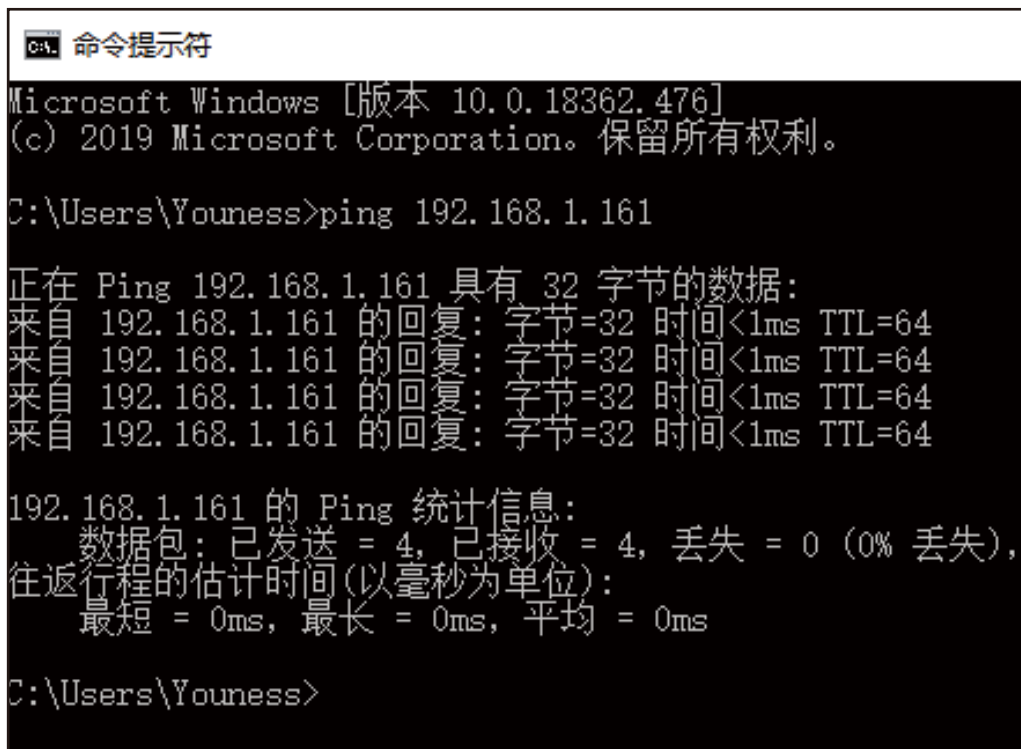 命令提示符
Microsoft Windows [版本 10.0.18362.476]
(c) 2019 Microsoft Corporation。保留所有权利。
C:\Users\Youness>ping 192.168.1.161
正在 Ping 192.168.1.161 具有 32 字节的数据:
来自 192.168.1.161 的回复: 字节=32 时间<1ms TTL=64
来自 192.168.1.161 的回复: 字节=32 时间<1ms TTL=64
来自 192.168.1.161 的回复: 字节=32 时间<1ms TTL=64
来自 192.168.1.161 的回复: 字节=32 时间<1ms TTL=64
192.168.1.161 的 Ping 统计信息:
数据包: 已发送 = 4, 已接收 = 4, 丢失 = 0 (0% 丢失),
往返行程的估计时间(以毫秒为单位):
最短 = 0ms, 最长 = 0ms, 平均 = 0ms
C:\Users\Youness>